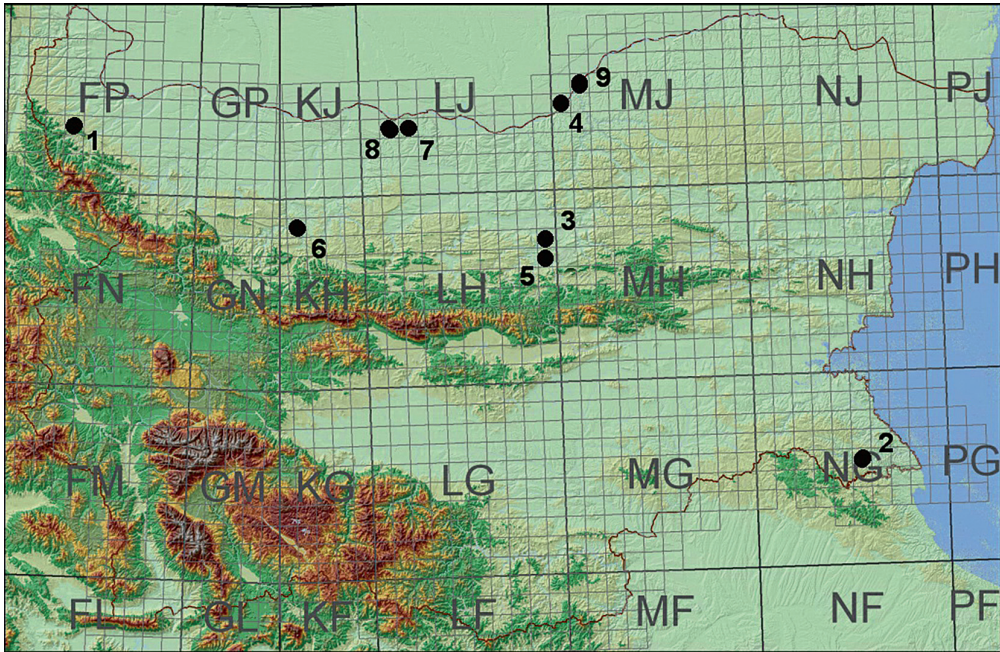 FP GP KJ LJ 9 MJ NJ PJ
1 8 7 4
6 3
FN GN KH LH 5 MH NH PH
FM GM KG LG MG NG 2 PG
FL GL KF LF MF NF PF